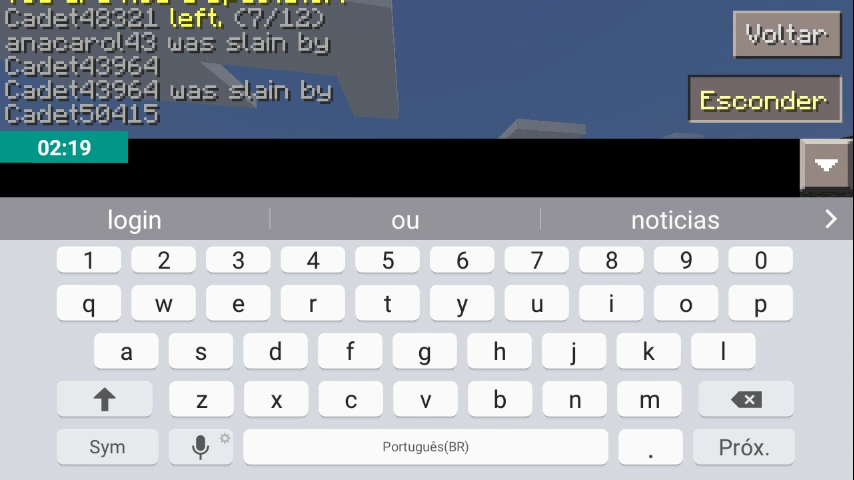 Cadet48321 left. (7/12)
anacarol43 was slain by
Cadet43964
Cadet43964 was slain by
Cadet50415
Voltar
Esconder
02:19
login ou noticias
1 2 3 4 5 6 7 8 9 0
q w e r t y u i o p
a s d f g h j k l
z x c v b n m
Sym Português(BR) . Próx.